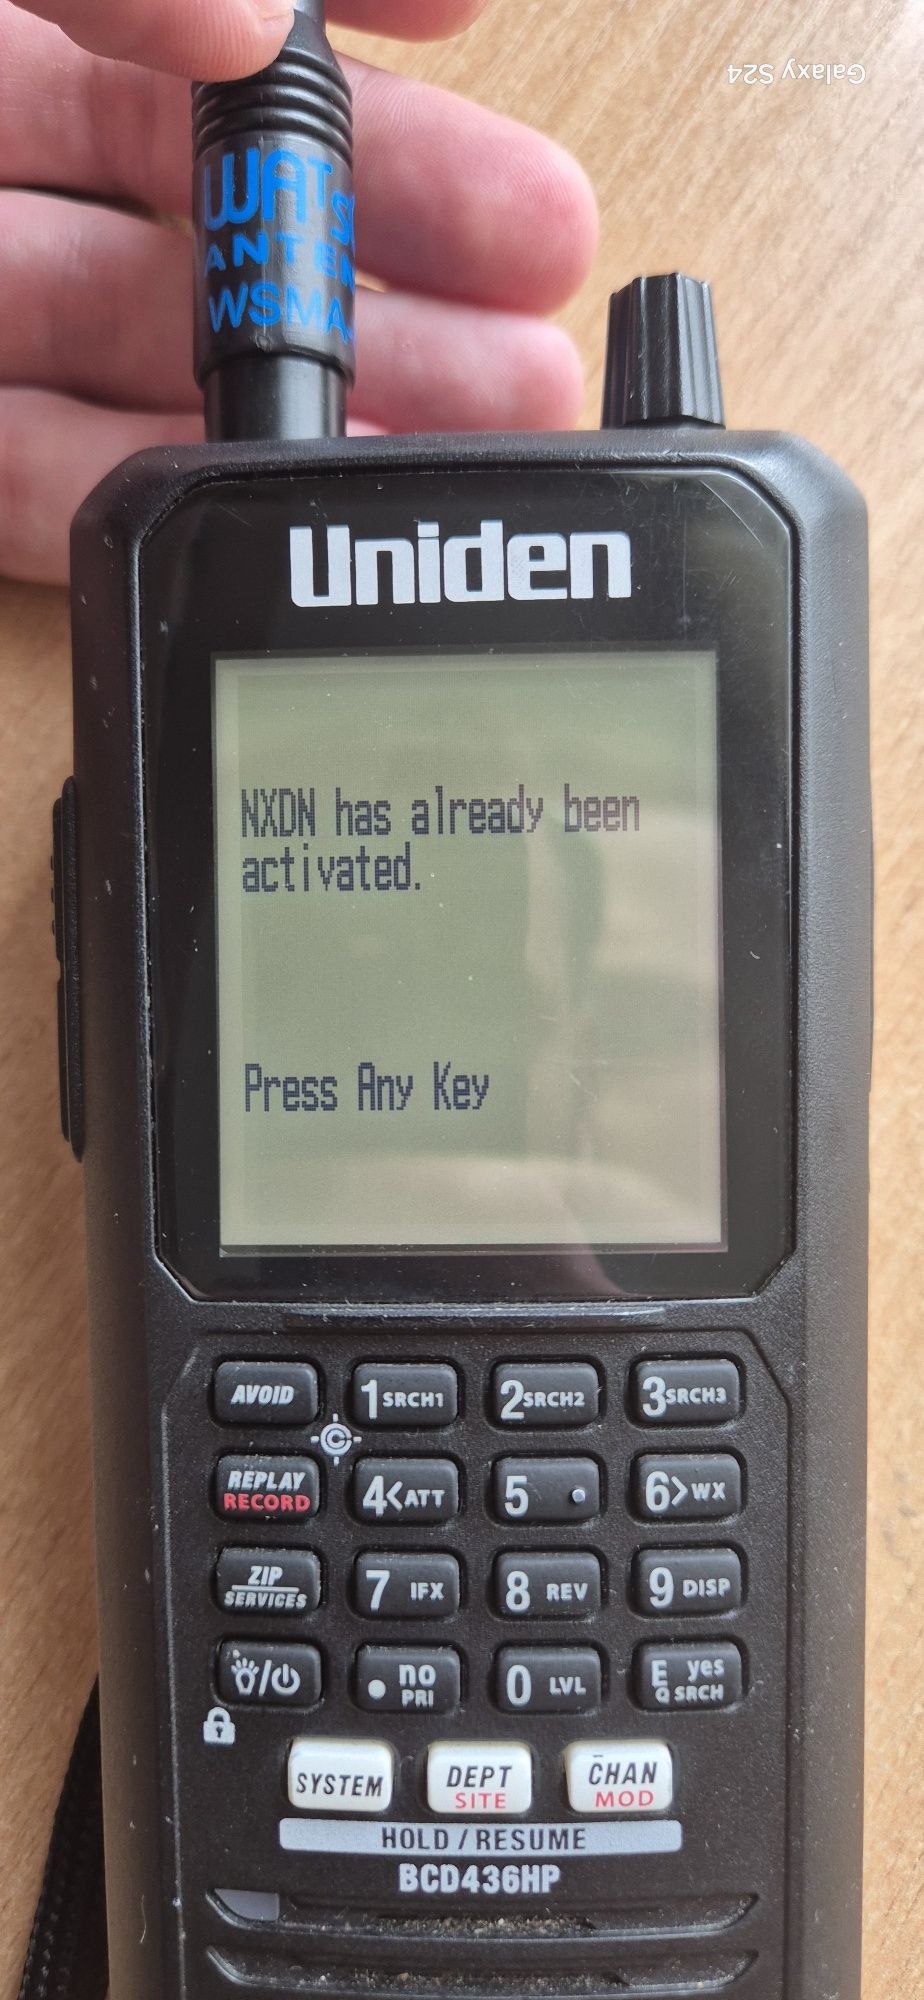 Galaxy S24
ANTEN
WSMA
Uniden
NXDN has already been
activated.
Press Any Key
AVOID
1 SRCH1
2 SRCH2
3 SRCH3
REPLAY
RECORD
4 < ATT
5 .
6 > WX
ZIP
SERVICES
7 IFX
8 REV
9 DISP
. no
PRI
0 LVL
E yes
SRCH
SYSTEM
DEPT
SITE
CHAN
MOD
HOLD / RESUME
BCD436HP